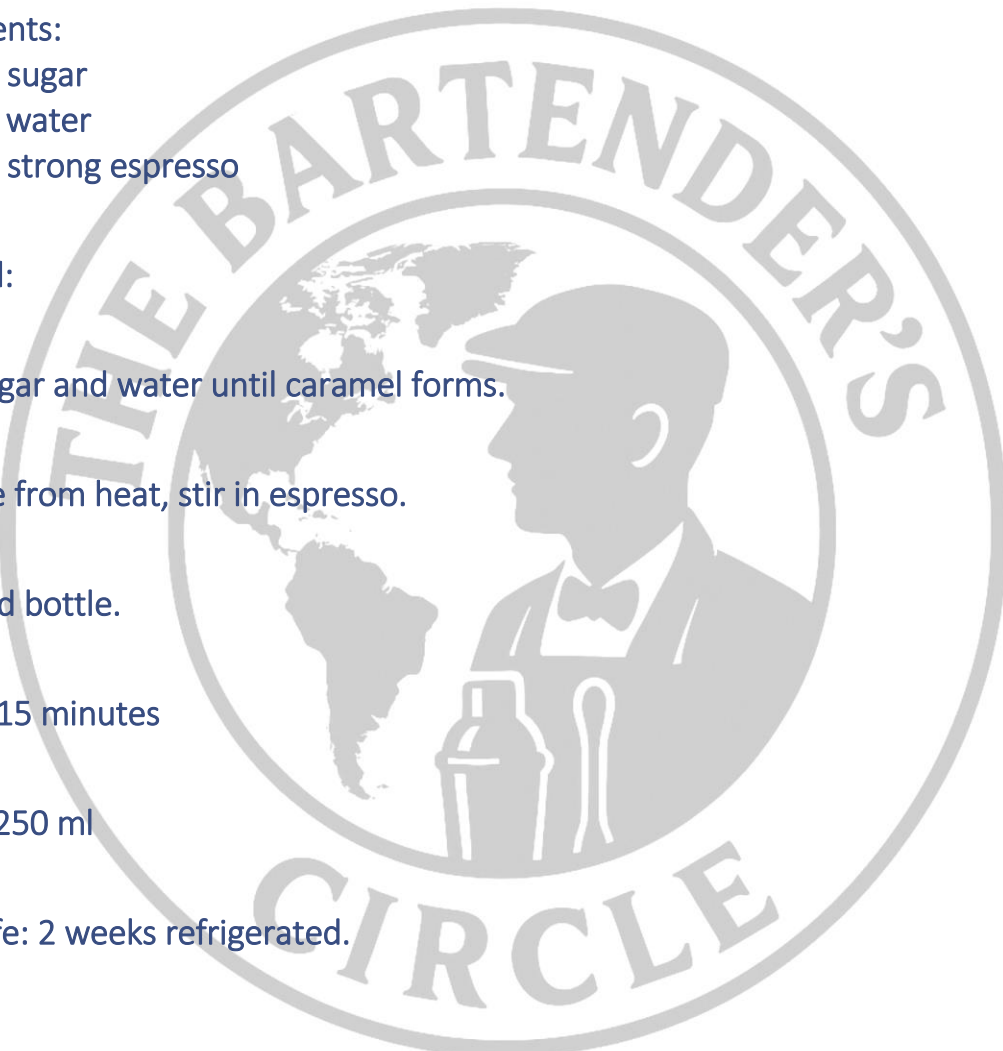 ents:
sugar
water
strong espresso
l:
gar and water until caramel forms.
e from heat, stir in espresso.
d bottle.
15 minutes
250 ml
fe: 2 weeks refrigerated.
THE BARTENDER'S
CIRCLE